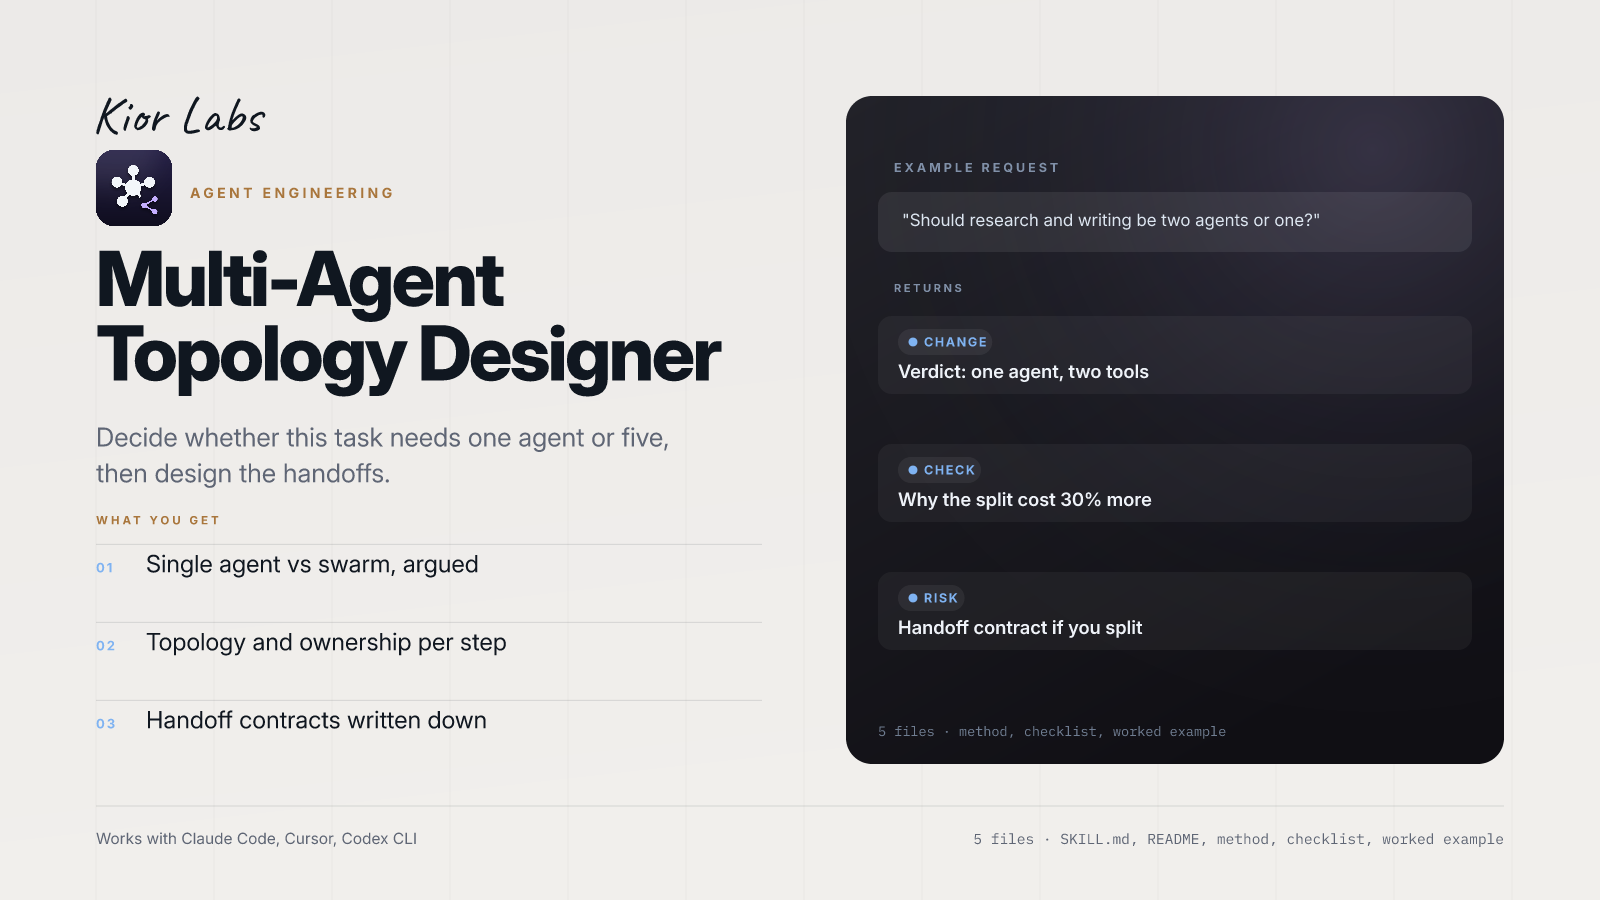 Kior Labs
AGENT ENGINEERING
Multi-Agent
Topology Designer
Decide whether this task needs one agent or five,
then design the handoffs.
WHAT YOU GET
01 Single agent vs swarm, argued
02 Topology and ownership per step
03 Handoff contracts written down
EXAMPLE REQUEST
"Should research and writing be two agents or one?"
RETURNS
CHANGE
Verdict: one agent, two tools
CHECK
Why the split cost 30% more
RISK
Handoff contract if you split
5 files · method, checklist, worked example
Works with Claude Code, Cursor, Codex CLI
5 files · SKILL.md, README, method, checklist, worked example